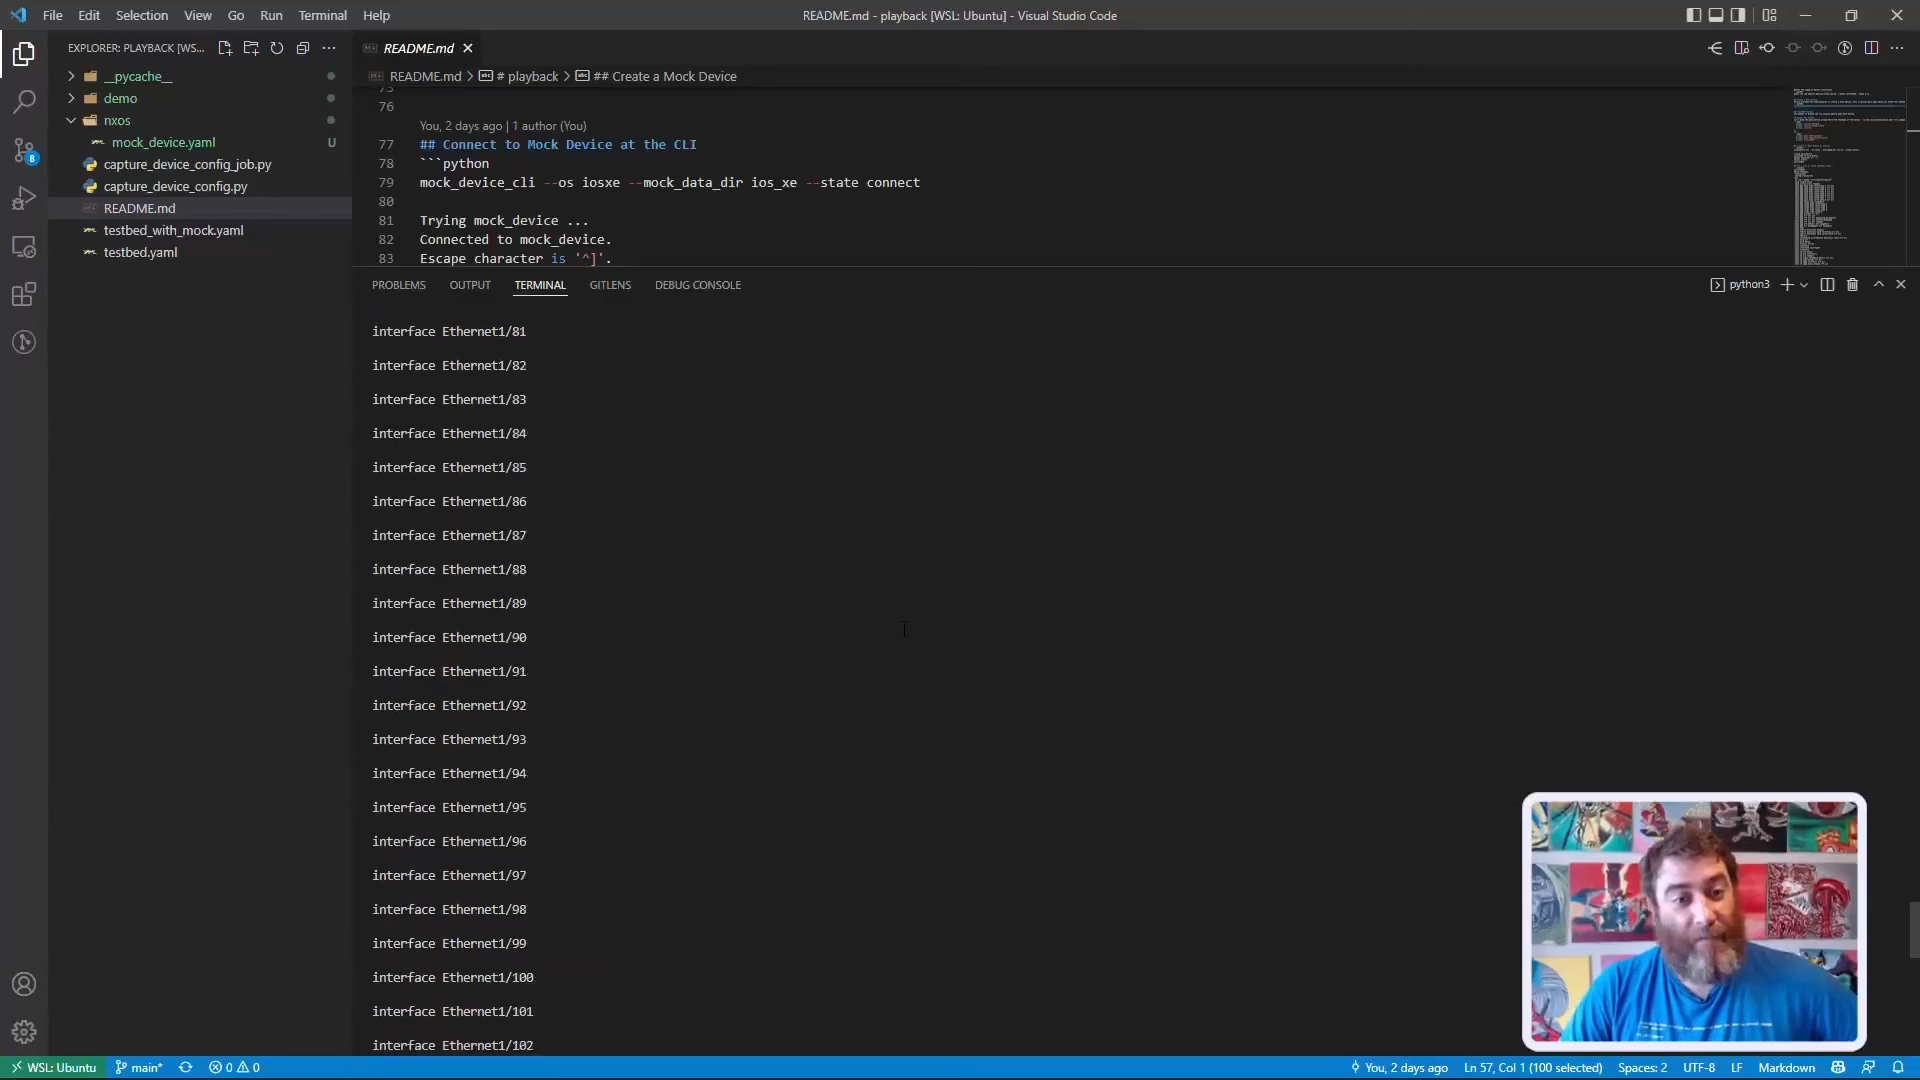 File Edit Selection View Go Run Terminal Help
README.md - playback [WSL: Ubuntu] - Visual Studio Code
EXPLORER: PLAYBACK [WS...
__pycache__
demo
nxos
mock_device.yaml U
capture_device_config_job.py
capture_device_config.py
README.md
testbed_with_mock.yaml
testbed.yaml
8
README.md
README.md > # playback > ## Create a Mock Device
75
76
You, 2 days ago | 1 author (You)
77 ## Connect to Mock Device at the CLI
78 ```python
79 mock_device_cli --os iosxe --mock_data_dir ios_xe --state connect
80
81 Trying mock_device ...
82 Connected to mock_device.
83 Escape character is '^]'.
PROBLEMS OUTPUT TERMINAL GITLENS DEBUG CONSOLE
python3
interface Ethernet1/81
interface Ethernet1/82
interface Ethernet1/83
interface Ethernet1/84
interface Ethernet1/85
interface Ethernet1/86
interface Ethernet1/87
interface Ethernet1/88
interface Ethernet1/89
interface Ethernet1/90
interface Ethernet1/91
interface Ethernet1/92
interface Ethernet1/93
interface Ethernet1/94
interface Ethernet1/95
interface Ethernet1/96
interface Ethernet1/97
interface Ethernet1/98
interface Ethernet1/99
interface Ethernet1/100
interface Ethernet1/101
interface Ethernet1/102
WSL: Ubuntu main* 0 0
You, 2 days ago Ln 57, Col 1 (100 selected) Spaces: 2 UTF-8 LF Markdown